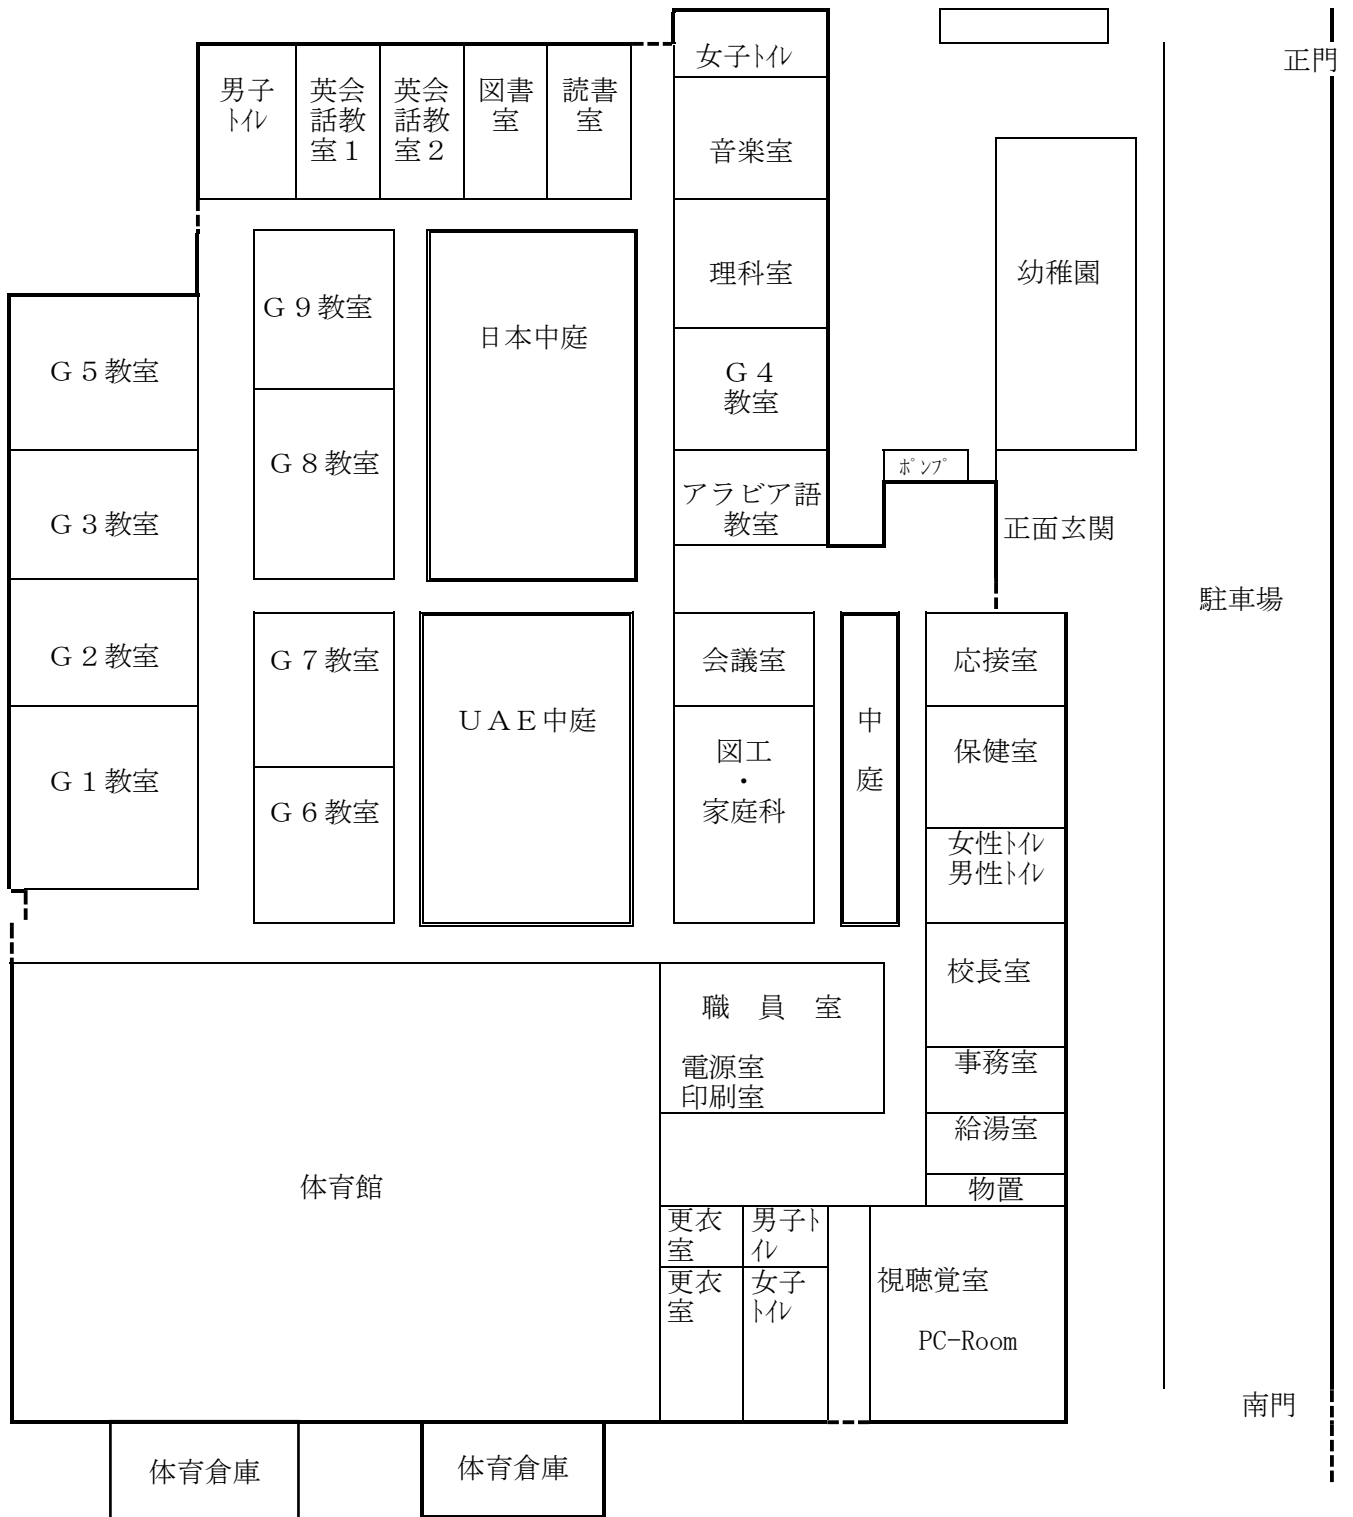 女子ﾄｲﾚ
正門
男子
ﾄｲﾚ
英会
話教
室１
英会
話教
室２
図書
室
読書
室
音楽室
理科室
幼稚園
Ｇ９教室
日本中庭
Ｇ５教室
Ｇ４
教室
Ｇ８教室
ﾎﾟﾝﾌﾟ
アラビア語
教室
Ｇ３教室
正面玄関
駐車場
Ｇ２教室
Ｇ７教室
会議室
応接室
ＵＡＥ中庭
中
庭
Ｇ１教室
図工
・
家庭科
保健室
Ｇ６教室
女性ﾄｲﾚ
男性ﾄｲﾚ
校長室
職　員　室
電源室
印刷室
事務室
給湯室
体育館
物置
更衣
室
男子ﾄ
ｲﾚ
更衣
室
女子
ﾄｲﾚ
視聴覚室
PC-Room
南門
体育倉庫
体育倉庫